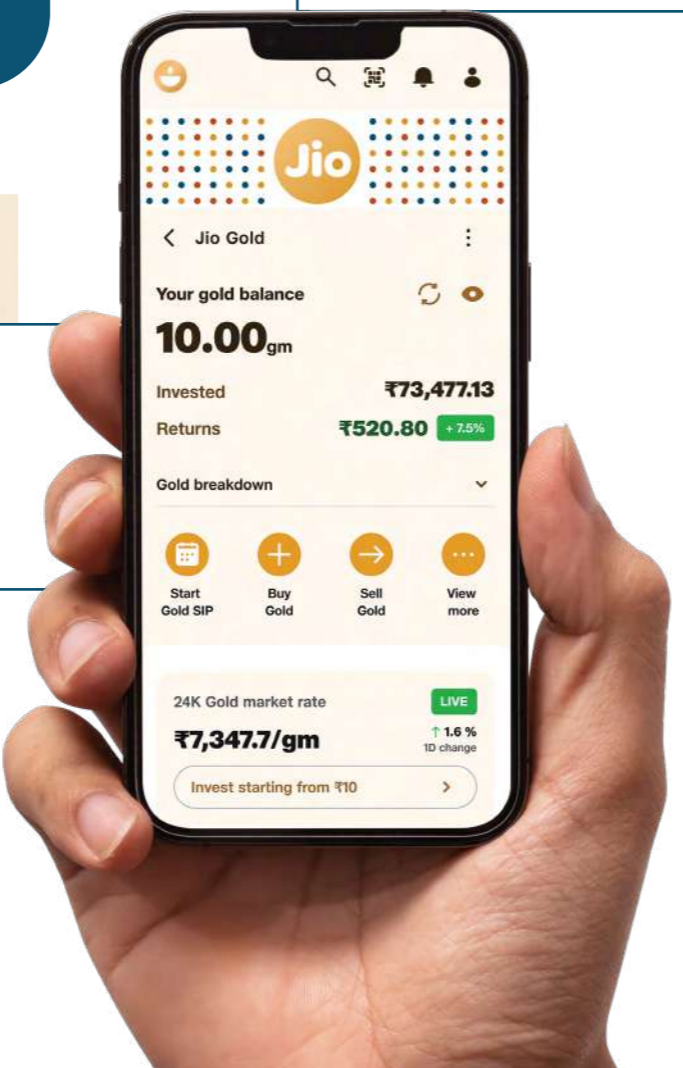 Jio
Jio Gold
Your gold balance
10.00gm
Invested ₹73,477.13
Returns ₹520.80 + 7.5%
Gold breakdown
Start Gold SIP
Buy Gold
Sell Gold
View more
24K Gold market rate LIVE
₹7,347.7/gm ↑ 1.6 %
1D change
Invest starting from ₹10